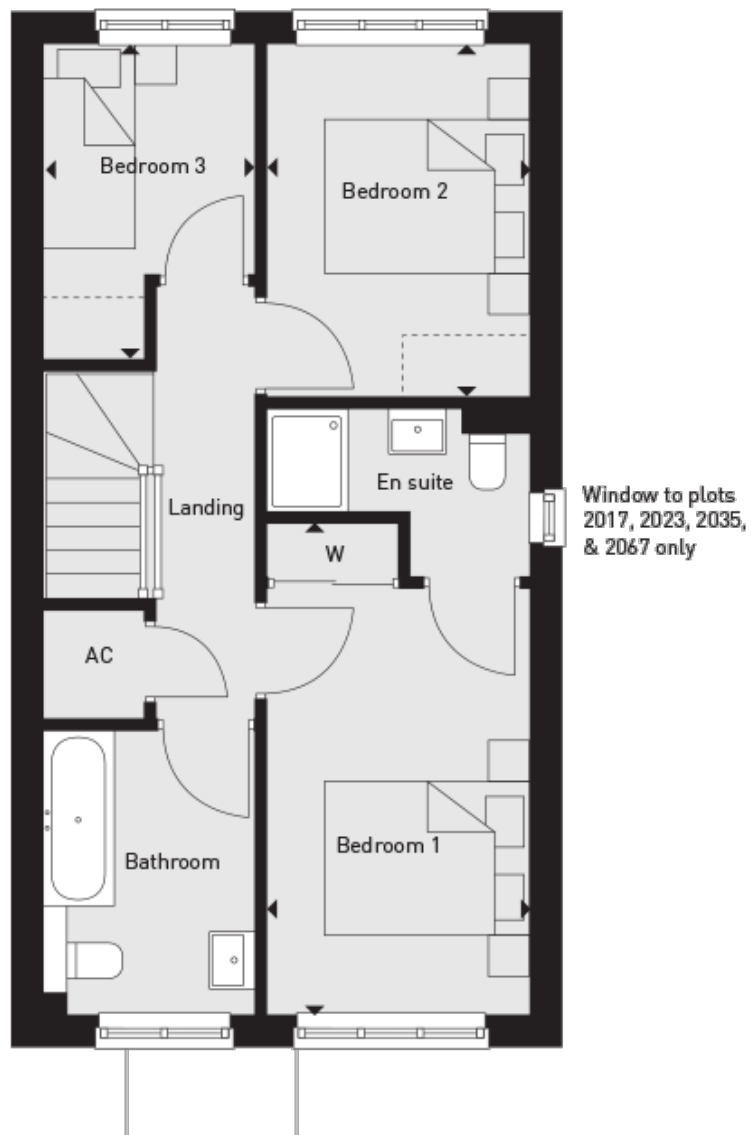 Bedroom 3
Bedroom 2
En suite
Window to plots
2017, 2023, 2035,
& 2067 only
Landing
W
AC
Bedroom 1
Bathroom